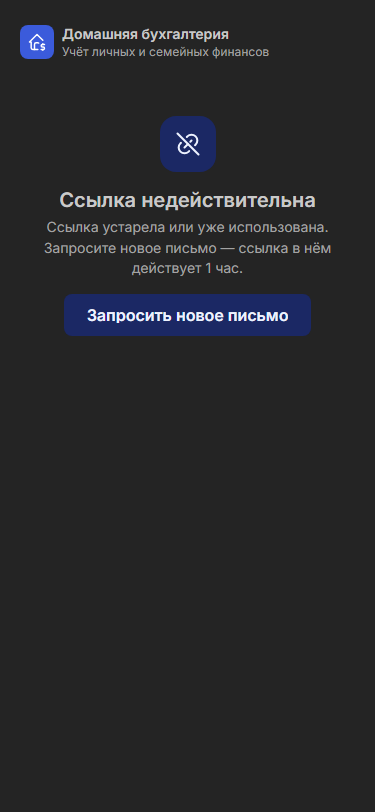 Домашняя бухгалтерия
Учёт личных и семейных финансов
Ссылка недействительна
Ссылка устарела или уже использована.
Запросите новое письмо — ссылка в нём
действует 1 час.
Запросить новое письмо